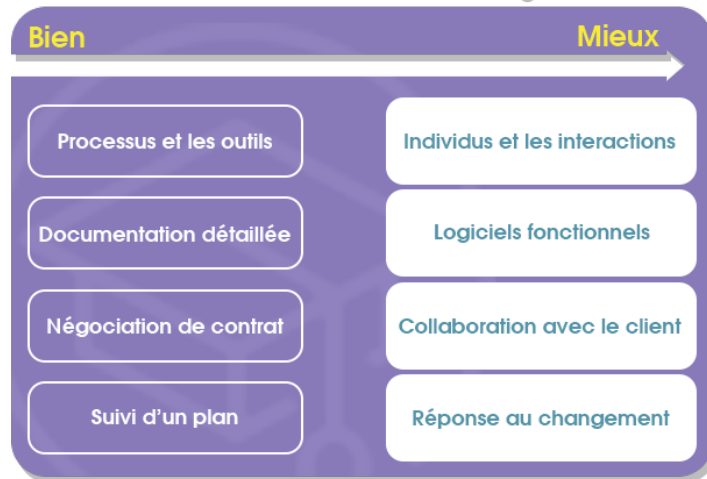 Bien
Mieux
Processus et les outils
Individus et les interactions
Documentation détaillée
Logiciels fonctionnels
Négociation de contrat
Collaboration avec le client
Suivi d'un plan
Réponse au changement